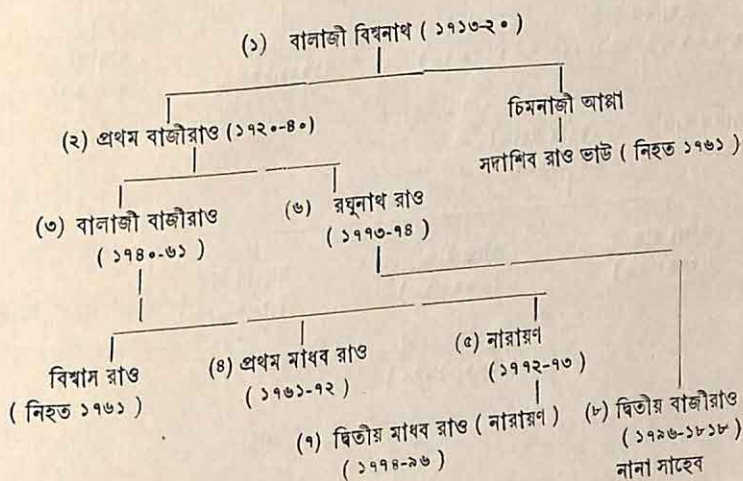 (১) বালাজী বিশ্বনাথ ( ১৭১৩-২০ )
চিমনাজী আপ্পা
(২) প্রথম বাজীরাও (১৭২০-৪০)
সদাশিব রাও ভাউ ( নিহত ১৭৬১ )
(৩) বালাজী বাজীরাও
( ১৭৪০-৬১ )
(৬) রঘুনাথ রাও
( ১৭৭৩-৭৪ )
বিশ্বাস রাও
( নিহত ১৭৬১ )
(৪) প্রথম মাধব রাও
( ১৭৬১-৭২ )
(৫) নারায়ণ
( ১৭৭২-৭৩ )
(৭) দ্বিতীয় মাধব রাও ( নারায়ণ )
( ১৭৭৪-৯৬ )
(৮) দ্বিতীয় বাজীরাও
( ১৭৯৬-১৮১৮ )
নানা সাহেব